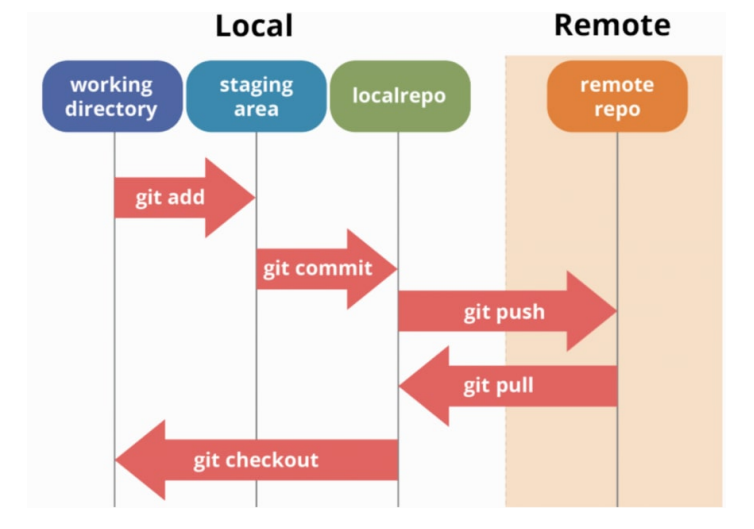 Local
Remote
working
directory
staging
area
localrepo
remote
repo
git add
git commit
git push
git pull
git checkout